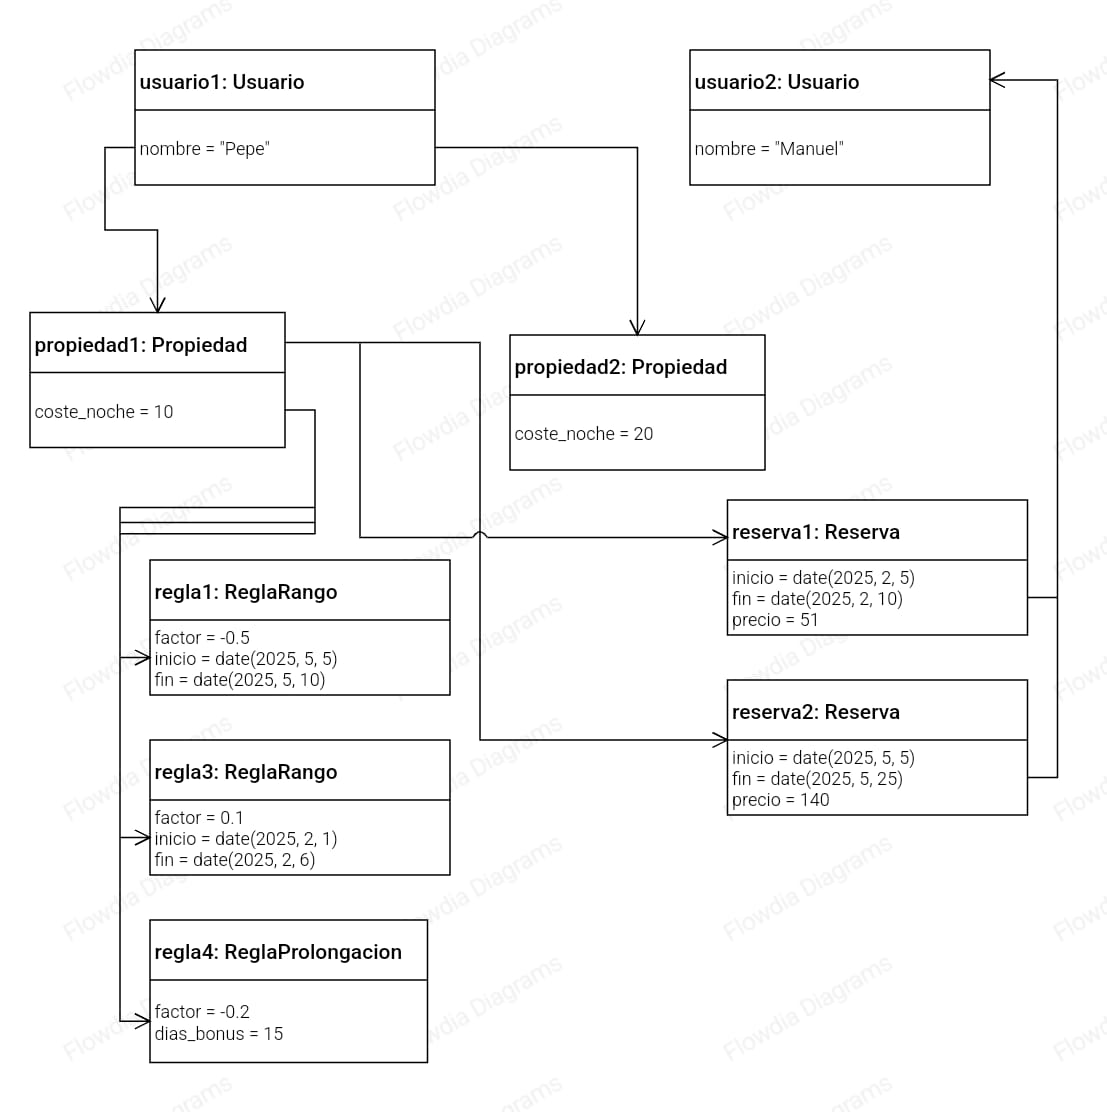 usuario1: Usuario
nombre = "Pepe"
usuario2: Usuario
nombre = "Manuel"
propiedad1: Propiedad
coste_noche = 10
propiedad2: Propiedad
coste_noche = 20
reserva1: Reserva
inicio = date(2025, 2, 5)
fin = date(2025, 2, 10)
precio = 51
regla1: ReglaRango
factor = -0.5
inicio = date(2025, 5, 5)
fin = date(2025, 5, 10)
reserva2: Reserva
inicio = date(2025, 5, 5)
fin = date(2025, 5, 25)
precio = 140
regla3: ReglaRango
factor = 0.1
inicio = date(2025, 2, 1)
fin = date(2025, 2, 6)
regla4: ReglaProlongacion
factor = -0.2
dias_bonus = 15
Flowdia Diagrams